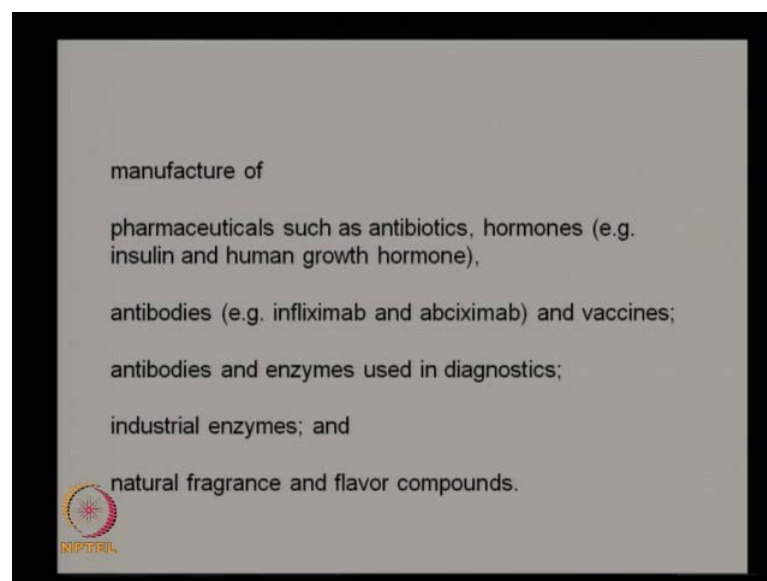 manufacture of
pharmaceuticals such as antibiotics, hormones (e.g.
insulin and human growth hormone),
antibodies (e.g. infliximab and abciximab) and vaccines;
antibodies and enzymes used in diagnostics;
industrial enzymes; and
natural fragrance and flavor compounds.
NPTEL